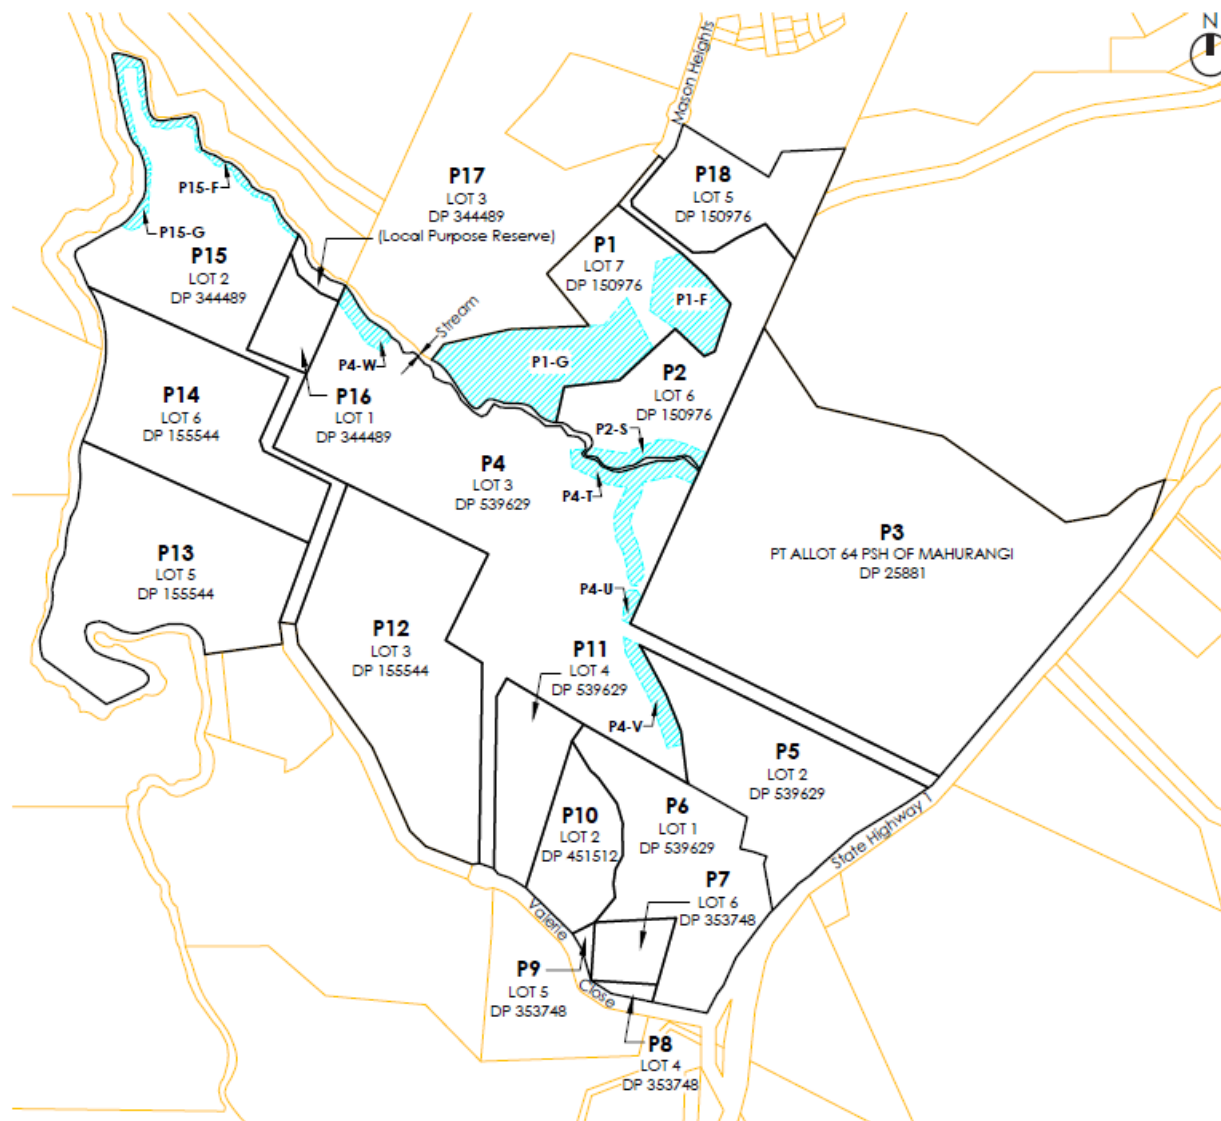 N
Mason Heights
P17
LOT 3
DP 344489
(Local Purpose Reserve)
P18
LOT 5
DP 150976
P15-F
P15-G
P15
LOT 2
DP 344489
P1
LOT 7
DP 150976
P1-F
Stream
P1-G
P4-W
P2
LOT 6
DP 150976
P2-S
P16
LOT 1
DP 344489
P14
LOT 6
DP 155544
P4
LOT 3
DP 539629
P4-T
P3
PT ALLOT 64 PSH OF MAHURANGI
DP 25881
P13
LOT 5
DP 155544
P4-U
P12
LOT 3
DP 155544
P11
LOT 4
DP 539629
P4-V
P5
LOT 2
DP 539629
P10
LOT 2
DP 451512
P6
LOT 1
DP 539629
State Highway 1
P7
LOT 6
DP 353748
Valerie
Close
P9
LOT 5
DP 353748
P8
LOT 4
DP 353748